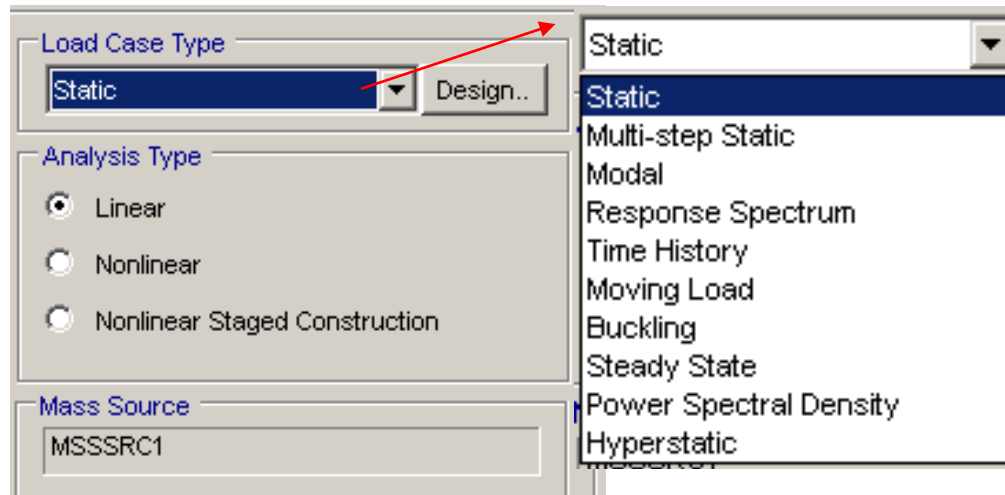 Load Case Type
Static
Design..
Analysis Type
Linear
Nonlinear
Nonlinear Staged Construction
Mass Source
MSSSRC1
Static
Static
Multi-step Static
Modal
Response Spectrum
Time History
Moving Load
Buckling
Steady State
Power Spectral Density
Hyperstatic